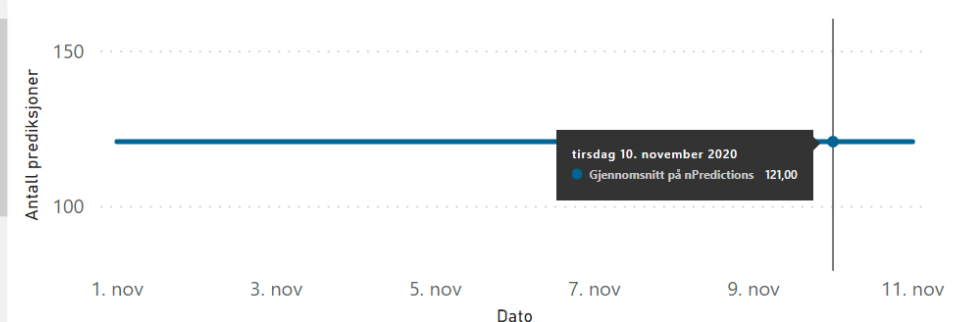 150
Antall prediksjoner
tirsdag 10. november 2020
Gjennomsnitt på nPredictions 121,00
100
1. nov 3. nov 5. nov 7. nov 9. nov 11. nov
Dato